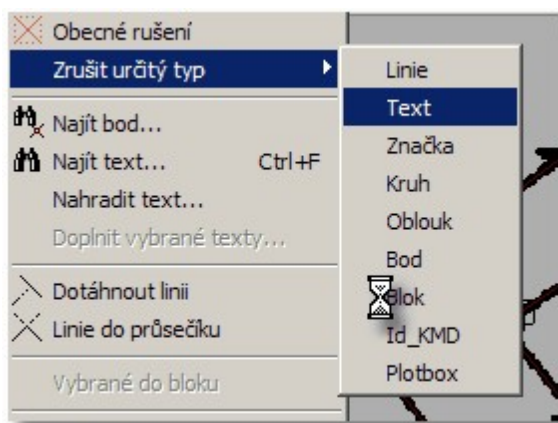 Obecné rušení
Zrušit určitý typ
Najít bod...
Najít text... Ctrl+F
Nahradit text...
Doplnit vybrané texty...
Dotáhnout linii
Linie do průsečíku
Vybrané do bloku
Linie
Text
Značka
Kruh
Oblouk
Bod
Blok
Id_KMD
Plotbox